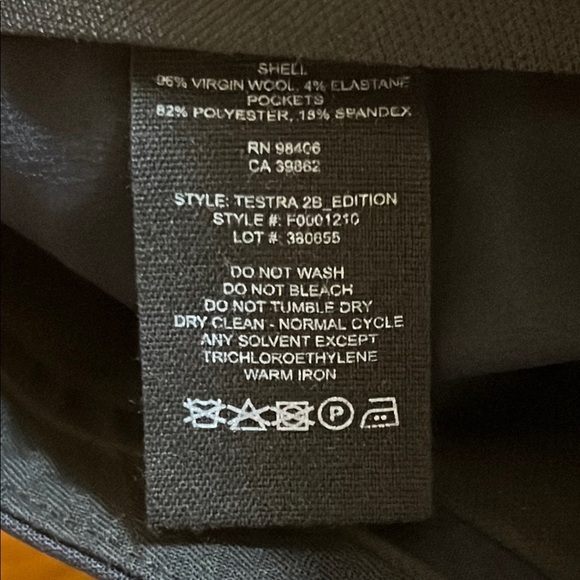 SHELL
96% VIRGIN WOOL, 4% ELASTANE
POCKETS
82% POLYESTER, 18% SPANDEX
RN 98406
CA 39862
STYLE: TESTRA 2B_EDITION
STYLE #: F0001210
LOT #: 380655
DO NOT WASH
DO NOT BLEACH
DO NOT TUMBLE DRY
DRY CLEAN - NORMAL CYCLE
ANY SOLVENT EXCEPT
TRICHLOROETHYLENE
WARM IRON
P